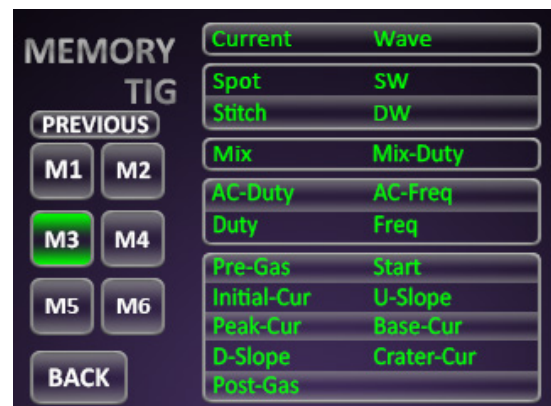 MEMORY
TIG
PREVIOUS
M1 M2
M3 M4
M5 M6
BACK
Current Wave
Spot SW
Stitch DW
Mix Mix-Duty
AC-Duty AC-Freq
Duty Freq
Pre-Gas Start
Initial-Cur U-Slope
Peak-Cur Base-Cur
D-Slope Crater-Cur
Post-Gas